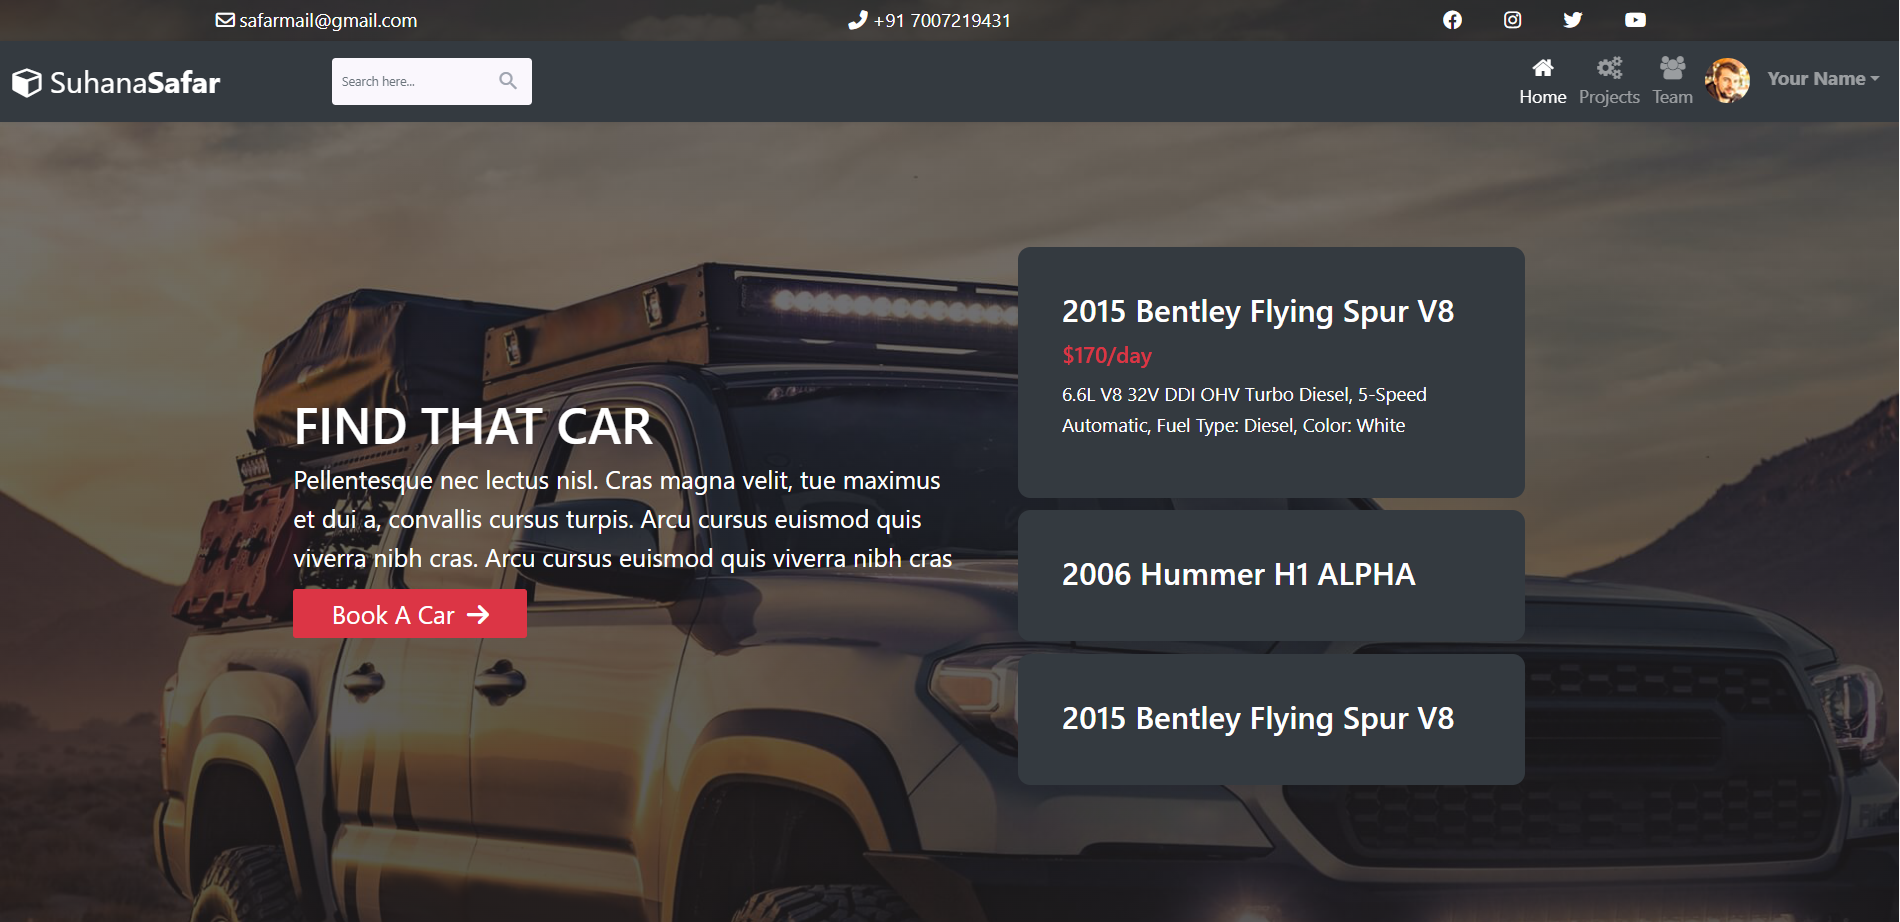 safarmail@gmail.com
+91 7007219431
SuhanaSafar
Search here...
Home
Projects
Team
Your Name
FIND THAT CAR
Pellentesque nec lectus nisl. Cras magna velit, tue maximus
et dui a, convallis cursus turpis. Arcu cursus euismod quis
viverra nibh cras. Arcu cursus euismod quis viverra nibh cras
Book A Car
2015 Bentley Flying Spur V8
$170/day
6.6L V8 32V DDI OHV Turbo Diesel, 5-Speed
Automatic, Fuel Type: Diesel, Color: White
2006 Hummer H1 ALPHA
2015 Bentley Flying Spur V8